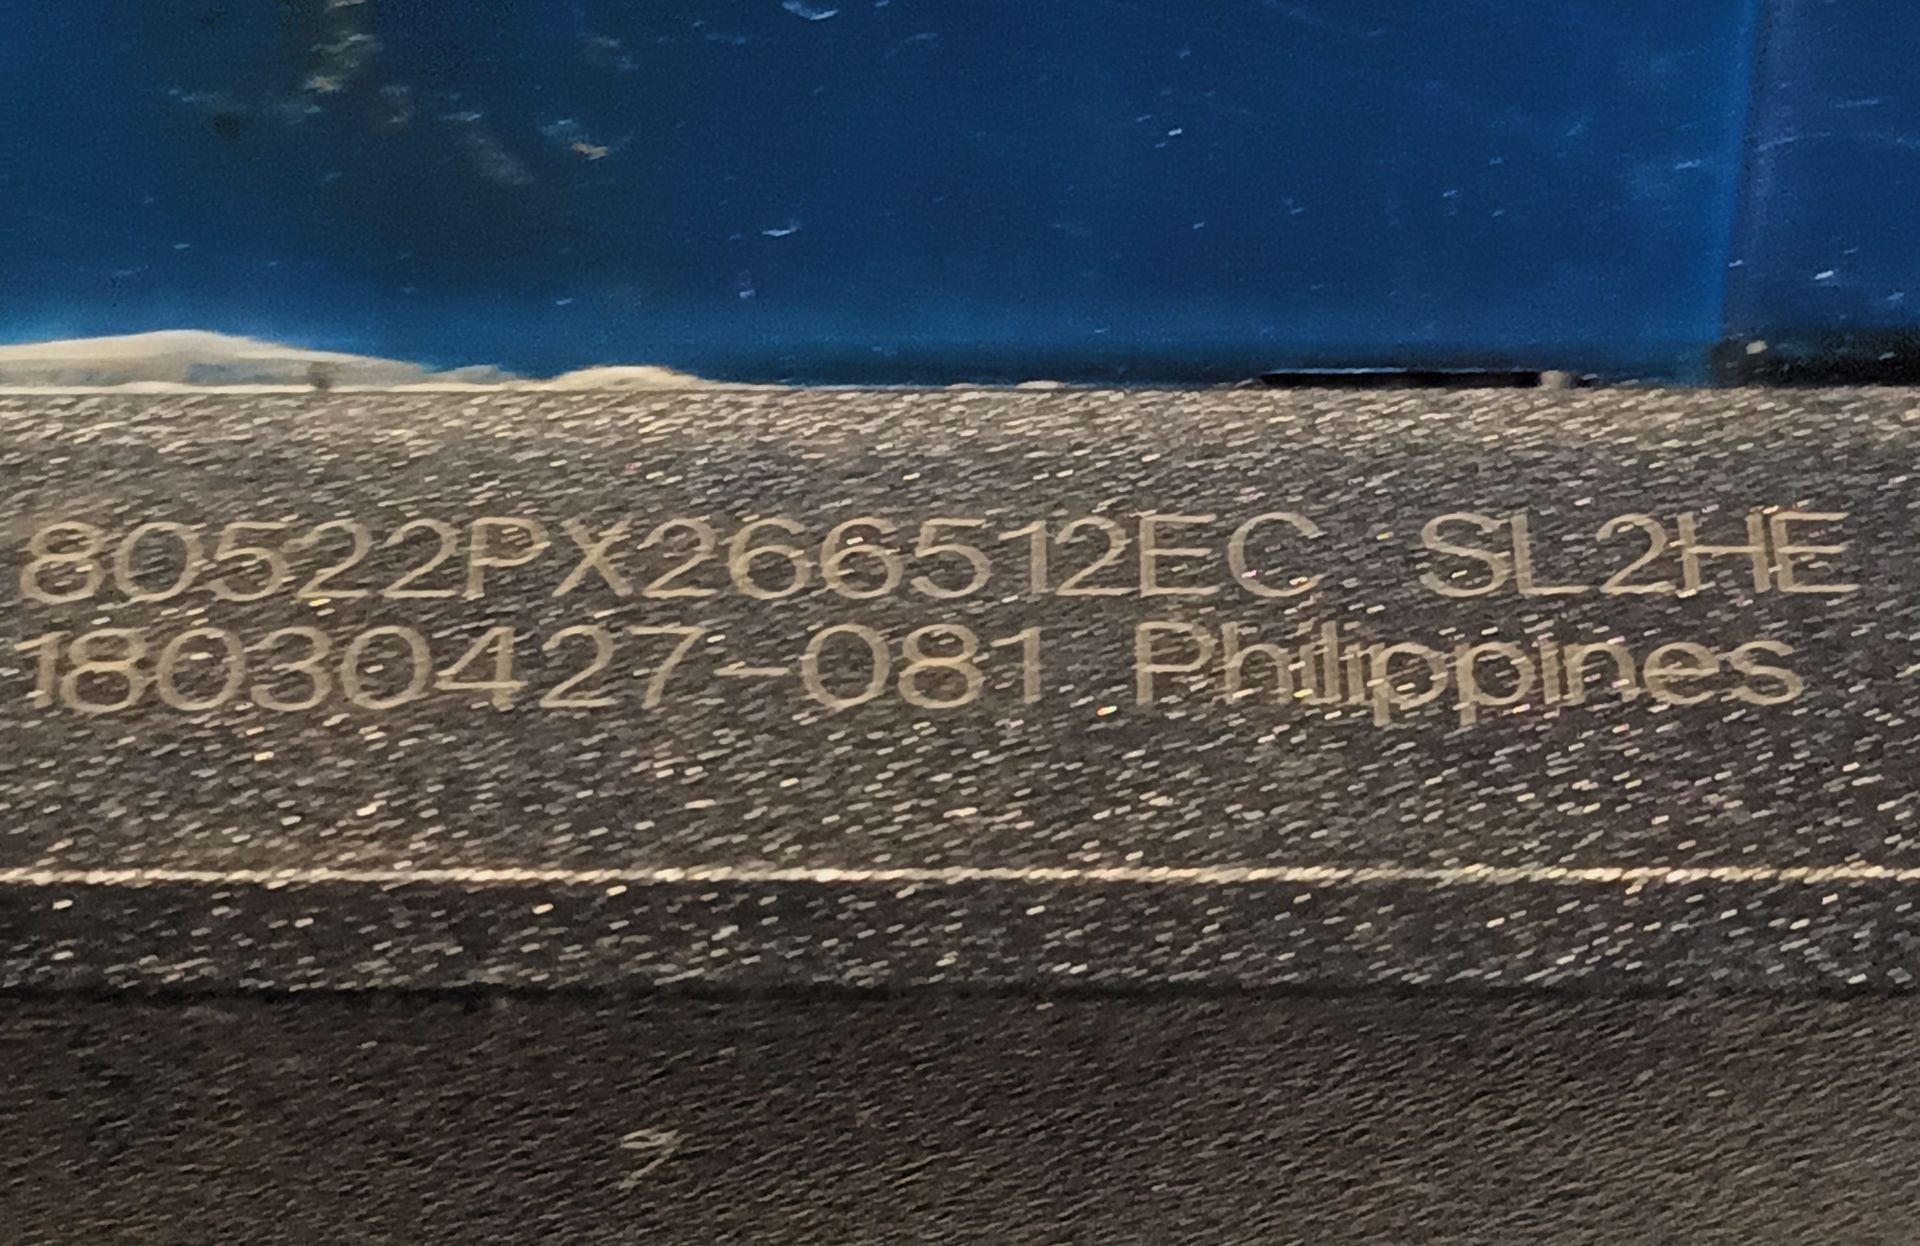 80522PX266512EC SL2HE
18030427-081 Philippines